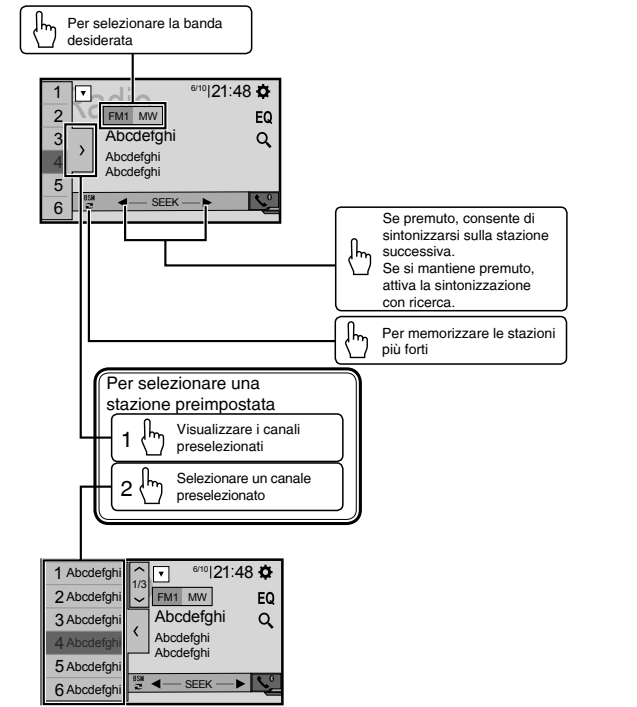 Per selezionare la banda
desiderata
1
2
3
4
5
6
Radio
6/10
21:48
FM1 MW
EQ
Abcdefghi
Abcdefghi
Abcdefghi
BSM
SEEK
Se premuto, consente di
sintonizzarsi sulla stazione
successiva.
Se si mantiene premuto,
attiva la sintonizzazione
con ricerca.
Per memorizzare le stazioni
più forti
Per selezionare una
stazione preimpostata
1 Visualizzare i canali
preselezionati
2 Selezionare un canale
preselezionato
1 Abcdefghi
2 Abcdefghi
3 Abcdefghi
4 Abcdefghi
5 Abcdefghi
6 Abcdefghi
1/3
6/10
21:48
FM1 MW
EQ
Abcdefghi
Abcdefghi
Abcdefghi
BSM
SEEK